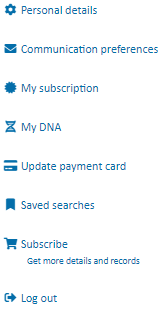 Personal details
Communication preferences
My subscription
My DNA
Update payment card
Saved searches
Subscribe
Get more details and records
Log out